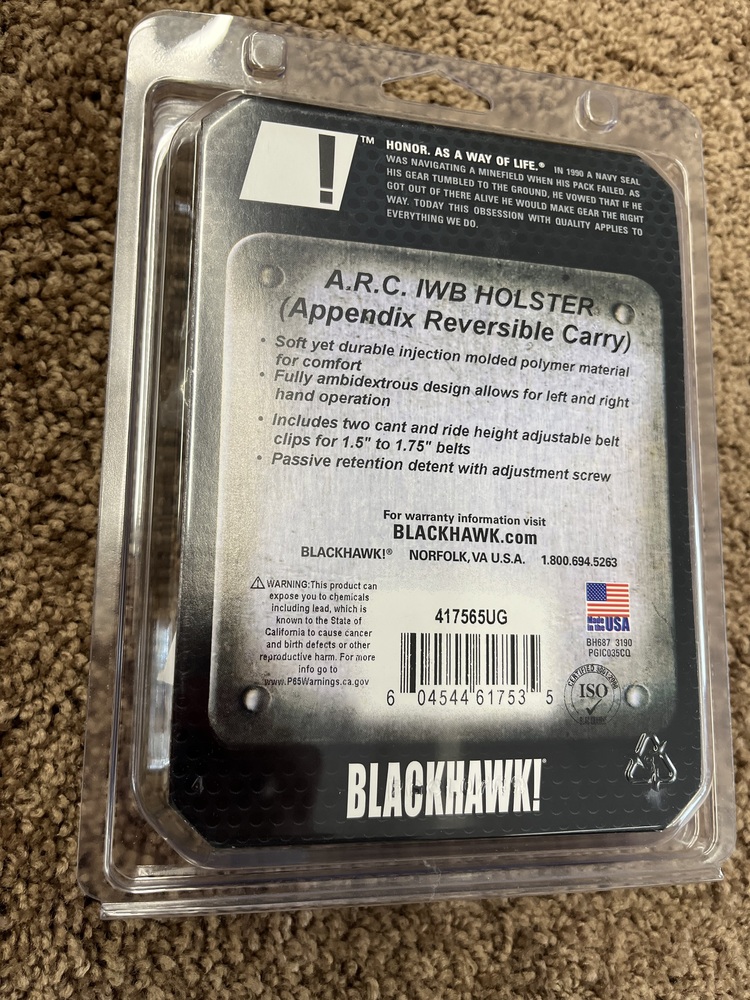 ! ™
HONOR. AS A WAY OF LIFE.® IN 1990 A NAVY SEAL
WAS NAVIGATING A MINEFIELD WHEN HIS PACK FAILED. AS
HIS GEAR TUMBLED TO THE GROUND, HE VOWED THAT IF HE
GOT OUT OF THERE ALIVE HE WOULD MAKE GEAR THE RIGHT
WAY. TODAY THIS OBSESSION WITH QUALITY APPLIES TO
EVERYTHING WE DO.
A.R.C. IWB HOLSTER
(Appendix Reversible Carry)
• Soft yet durable injection molded polymer material
for comfort
• Fully ambidextrous design allows for left and right
hand operation
• Includes two cant and ride height adjustable belt
clips for 1.5" to 1.75" belts
• Passive retention detent with adjustment screw
For warranty information visit
BLACKHAWK.com
BLACKHAWK!® NORFOLK, VA U.S.A. 1.800.694.5263
⚠ WARNING: This product can
expose you to chemicals
including lead, which is
known to the State of
California to cause cancer
and birth defects or other
reproductive harm. For more
info go to
www.P65Warnings.ca.gov
417565UG
6 04544 61753 5
Made in USA
BH687 3190
PGIC035CQ
CERTIFIED
ISO
1
BLACKHAWK!